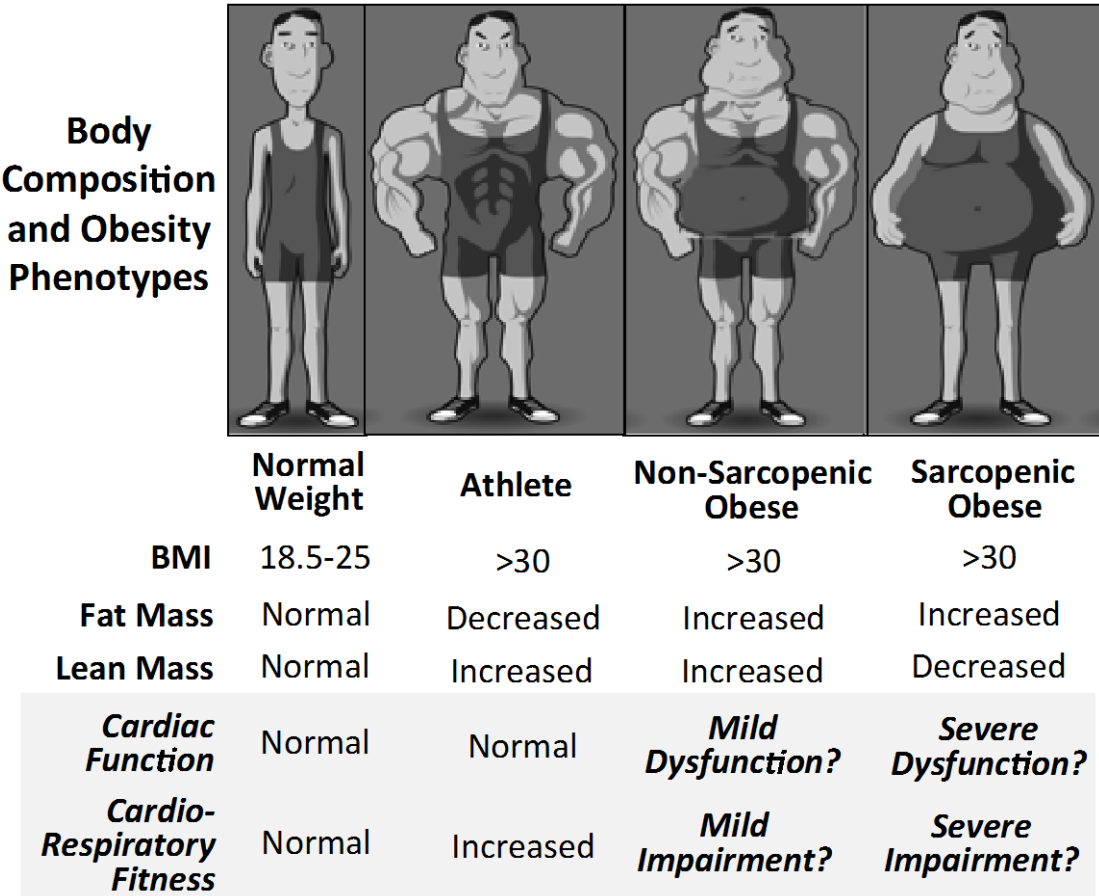 Body
Composition
and Obesity
Phenotypes
Normal
Weight
Athlete
Non-Sarcopenic
Obese
Sarcopenic
Obese
BMI 18.5-25 >30 >30 >30
Fat Mass Normal Decreased Increased Increased
Lean Mass Normal Increased Increased Decreased
Cardiac
Function
Normal
Normal
Mild
Dysfunction?
Severe
Dysfunction?
Cardio-
Respiratory
Fitness
Normal
Increased
Mild
Impairment?
Severe
Impairment?